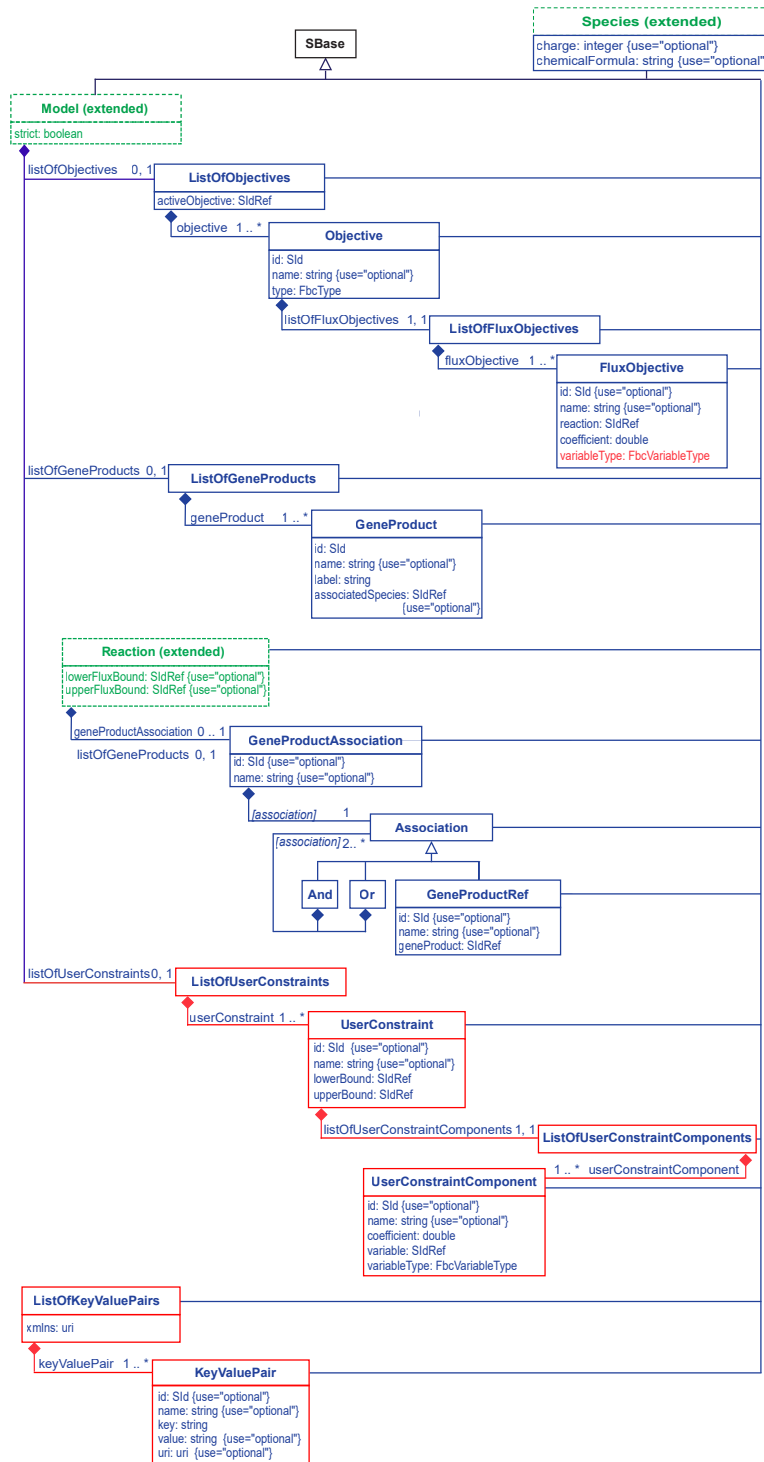 Species (extended)
charge: integer {use="optional"}
chemicalFormula: string {use="optional"
SBase
Model (extended)
strict: boolean
listOfObjectives 0, 1
ListOfObjectives
activeObjective: SIdRef
objective 1 .. *
Objective
id: SId
name: string {use="optional"}
type: FbcType
listOfFluxObjectives 1, 1
ListOfFluxObjectives
fluxObjective 1 .. *
FluxObjective
id: SId {use="optional"}
name: string {use="optional"}
reaction: SIdRef
coefficient: double
variableType: FbcVariableType
listOfGeneProducts 0, 1
ListOfGeneProducts
geneProduct 1 .. *
GeneProduct
id: SId
name: string {use="optional"}
label: string
associatedSpecies: SIdRef
{use="optional"}
Reaction (extended)
lowerFluxBound: SIdRef {use="optional"}
upperFluxBound: SIdRef {use="optional"}
geneProductAssociation 0 .. 1
listOfGeneProducts 0, 1
GeneProductAssociation
id: SId {use="optional"}
name: string {use="optional"}
[association] 1
Association
[association] 2.. *
And
Or
GeneProductRef
id: SId {use="optional"}
name: string {use="optional"}
geneProduct: SIdRef
listOfUserConstraints 0, 1
ListOfUserConstraints
userConstraint 1 .. *
UserConstraint
id: SId {use="optional"}
name: string {use="optional"}
lowerBound: SIdRef
upperBound: SIdRef
listOfUserConstraintComponents 1, 1
ListOfUserConstraintComponents
1 .. * userConstraintComponent
UserConstraintComponent
id: SId {use="optional"}
name: string {use="optional"}
coefficient: double
variable: SIdRef
variableType: FbcVariableType
ListOfKeyValuePairs
xmlns: uri
keyValuePair 1 .. *
KeyValuePair
id: SId {use="optional"}
name: string {use="optional"}
key: string
value: string {use="optional"}
uri: uri {use="optional"}